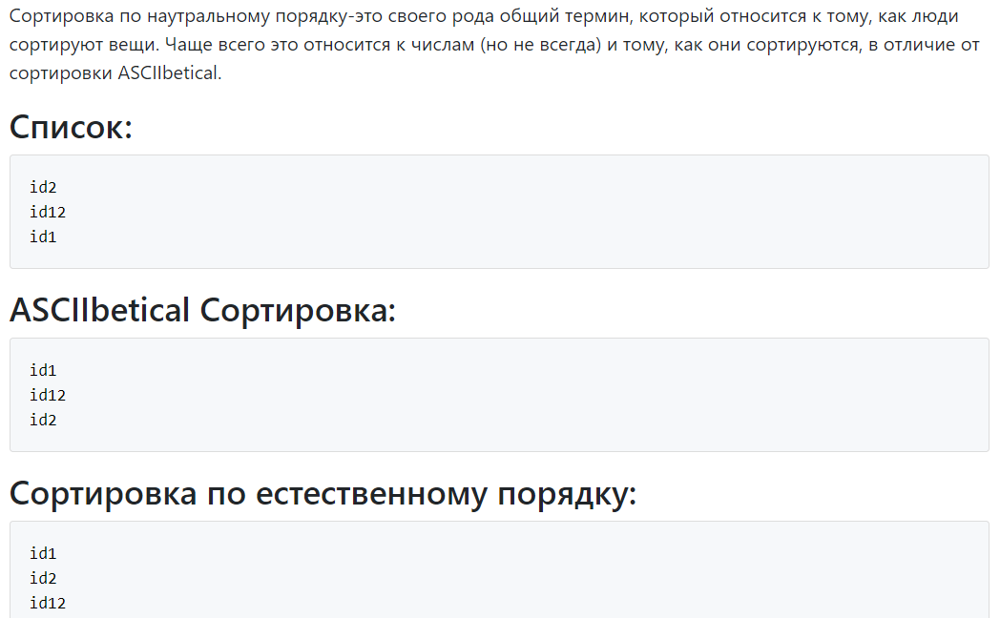 Сортировка по наутральному порядку-это своего рода общий термин, который относится к тому, как люди
сортируют вещи. Чаще всего это относится к числам (но не всегда) и тому, как они сортируются, в отличие от
сортировки ASCIIbetical.
Список:
id2
id12
id1
ASCIIbetical Сортировка:
id1
id12
id2
Сортировка по естественному порядку:
id1
id2
id12